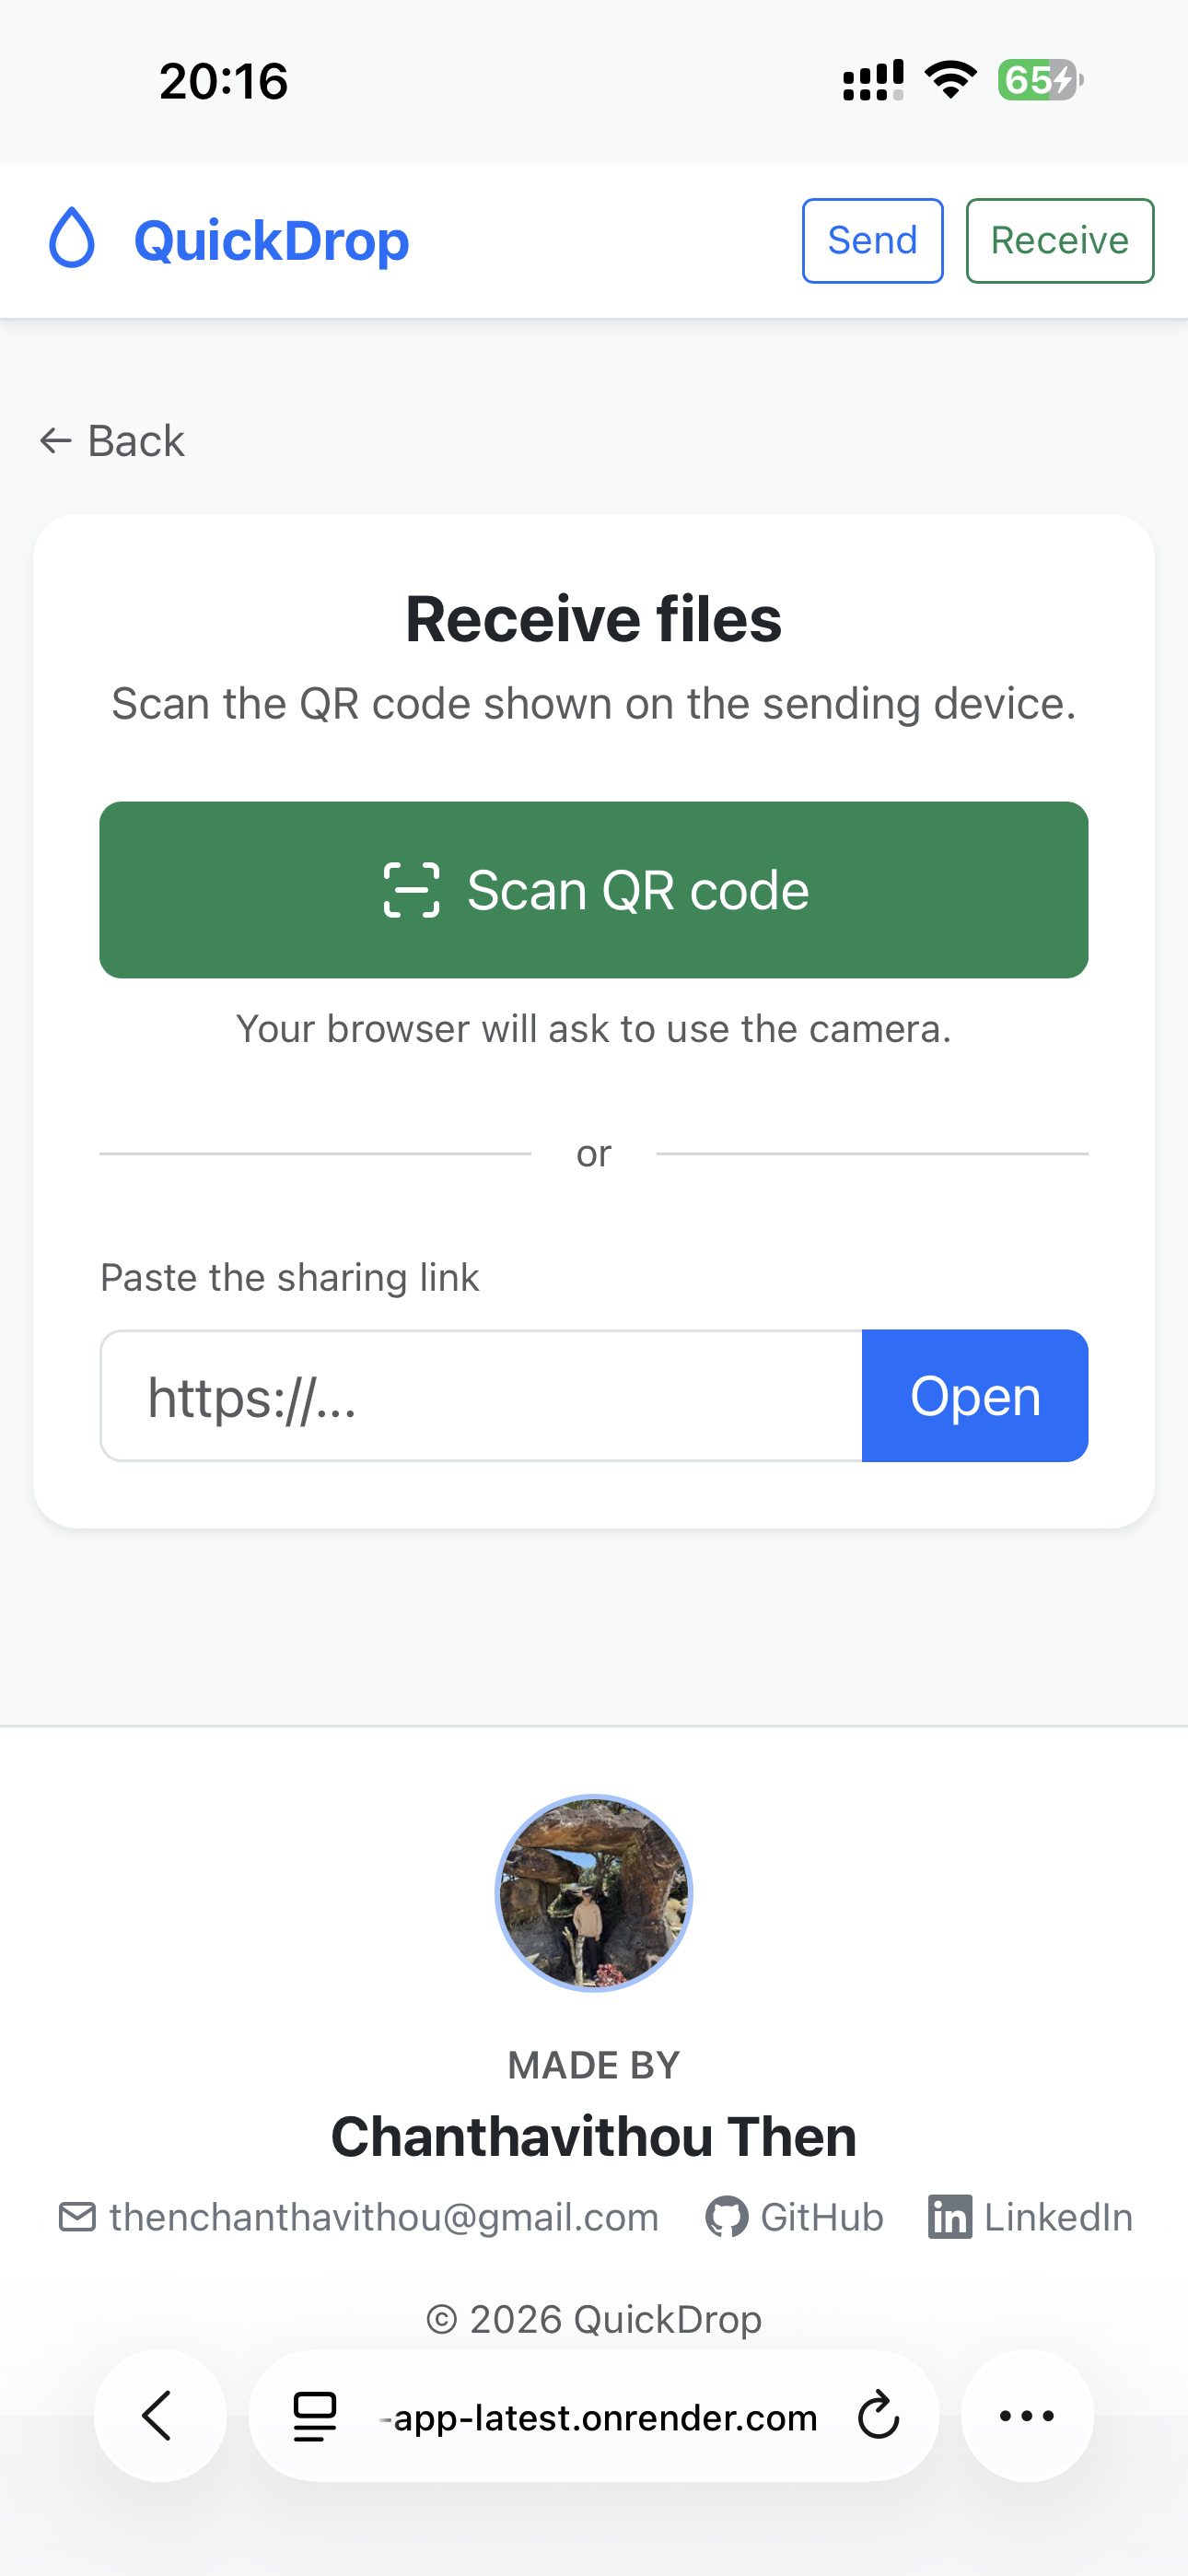 20:16
65
QuickDrop
Send
Receive
← Back
Receive files
Scan the QR code shown on the sending device.
Scan QR code
Your browser will ask to use the camera.
or
Paste the sharing link
https://...
Open
MADE BY
Chanthavithou Then
thenchanthavithou@gmail.com GitHub LinkedIn
© 2026 QuickDrop
-app-latest.onrender.com